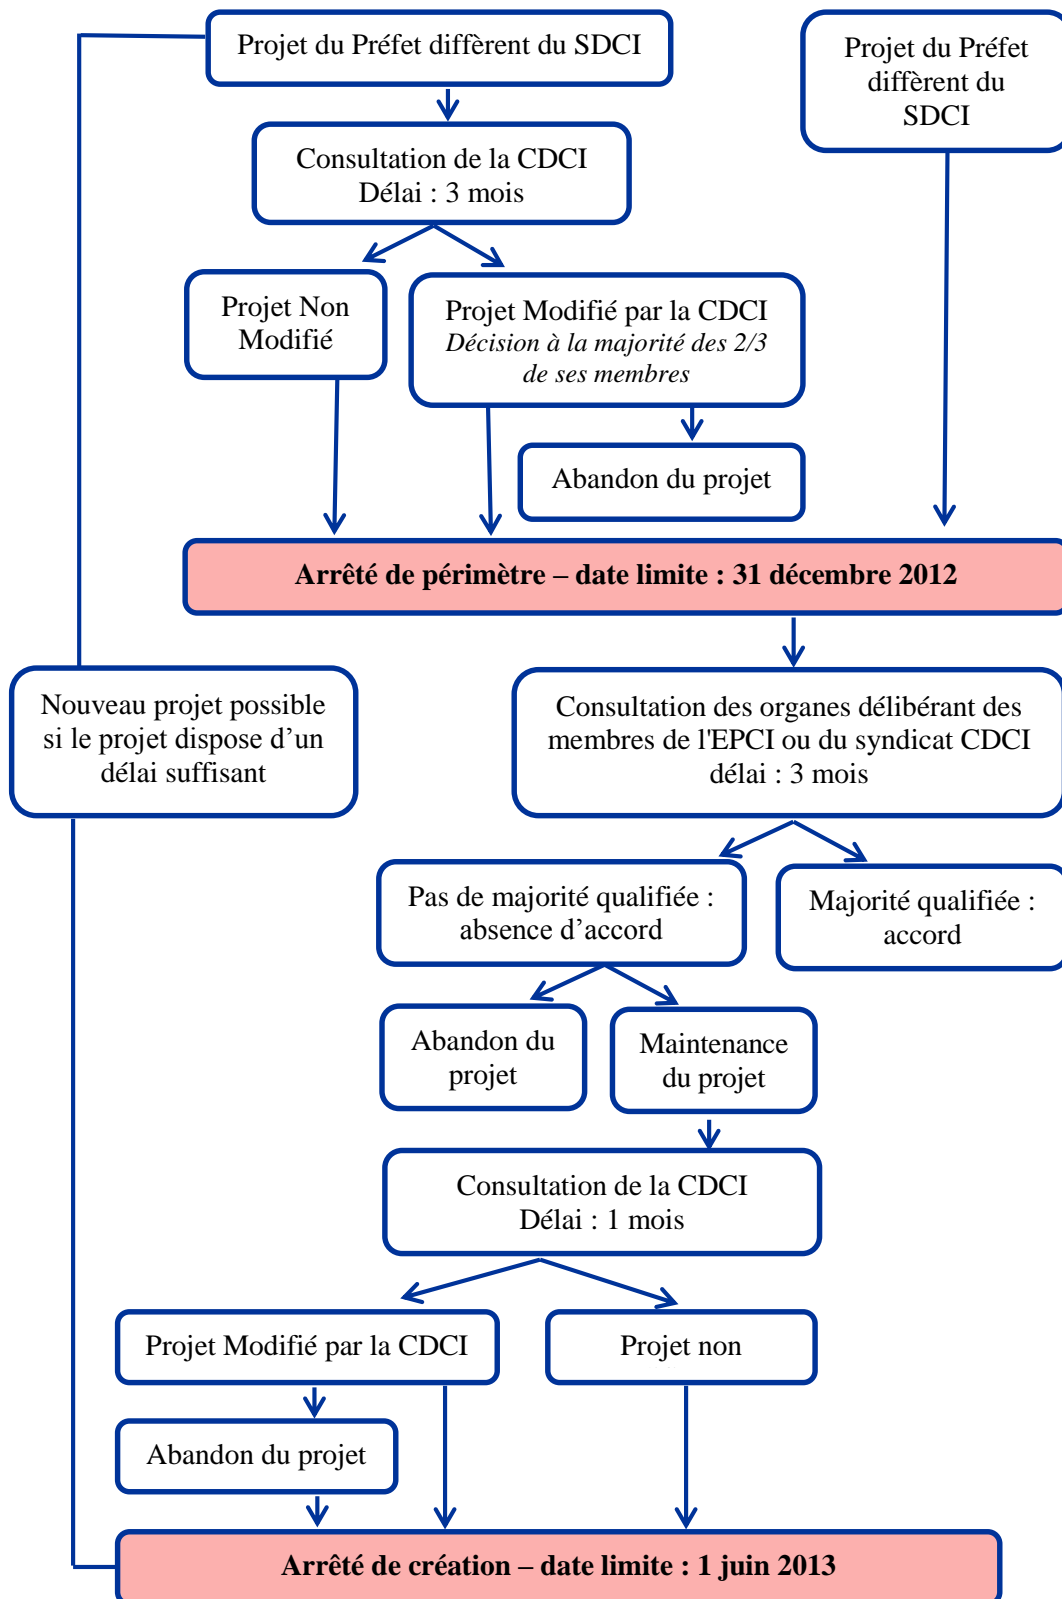 Projet du Préfet diffèrent du SDCI
Projet du Préfet
diffèrent du
SDCI
Consultation de la CDCI
Délai : 3 mois
Projet Non
Modifié
Projet Modifié par la CDCI
Décision à la majorité des 2/3
de ses membres
Abandon du projet
Arrêté de périmètre – date limite : 31 décembre 2012
Nouveau projet possible
si le projet dispose d’un
délai suffisant
Consultation des organes délibérant des
membres de l'EPCI ou du syndicat CDCI
délai : 3 mois
Pas de majorité qualifiée :
absence d’accord
Majorité qualifiée :
accord
Abandon du
projet
Maintenance
du projet
Consultation de la CDCI
Délai : 1 mois
Projet Modifié par la CDCI
Projet non
Abandon du projet
Arrêté de création – date limite : 1 juin 2013